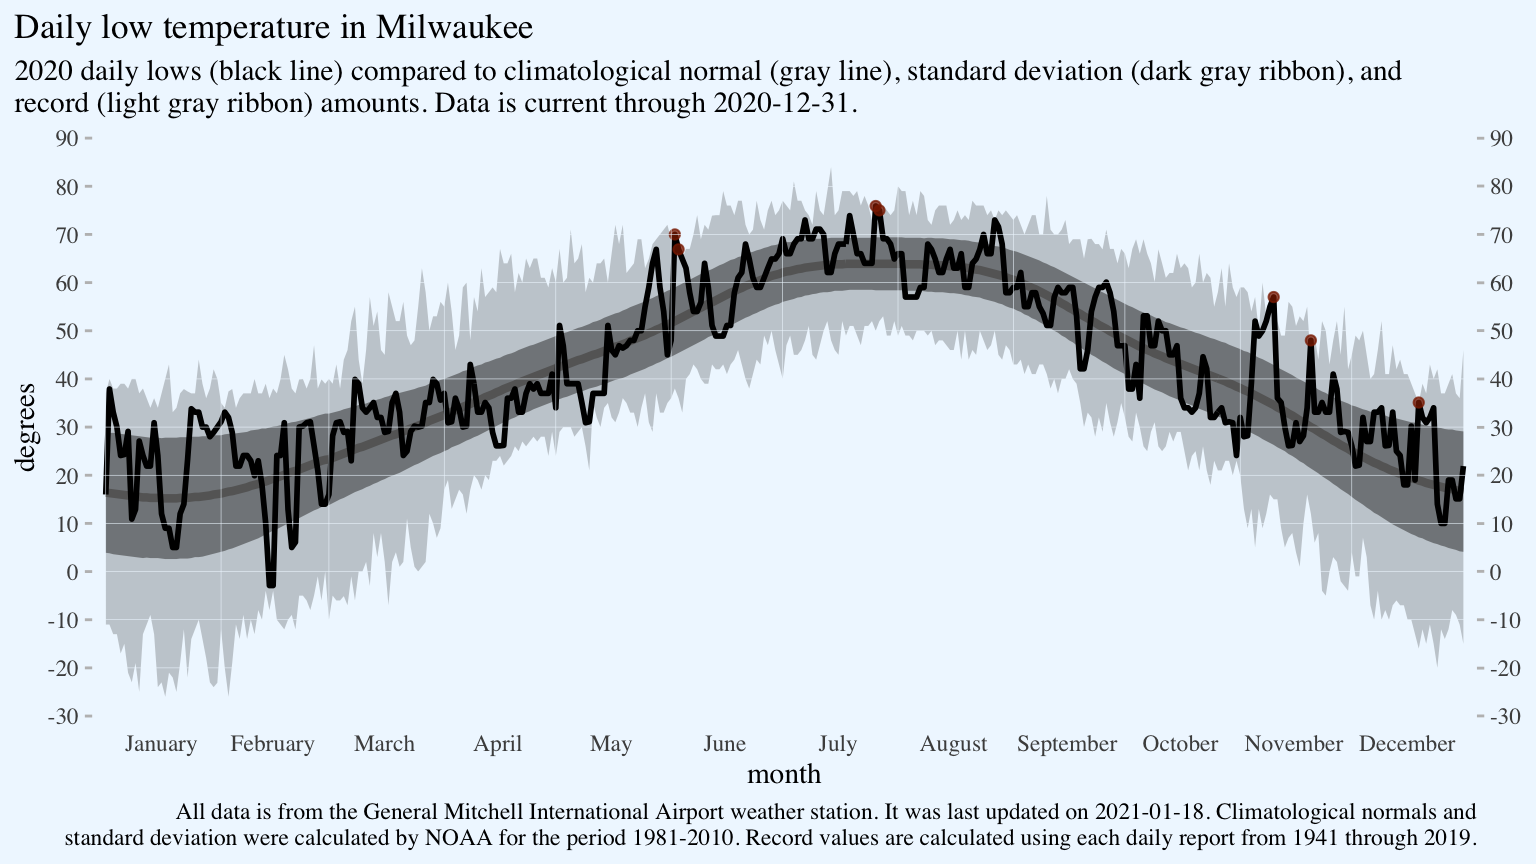 Daily low temperature in Milwaukee
2020 daily lows (black line) compared to climatological normal (gray line), standard deviation (dark gray ribbon), and
record (light gray ribbon) amounts. Data is current through 2020-12-31.
90 90
80 80
70 70
60 60
50 50
40 40
30 30
20 20
10 10
0 0
-10 -10
-20 -20
-30 -30
degrees
January February March April May June July August September October November December
month
All data is from the General Mitchell International Airport weather station. It was last updated on 2021-01-18. Climatological normals and
standard deviation were calculated by NOAA for the period 1981-2010. Record values are calculated using each daily report from 1941 through 2019.